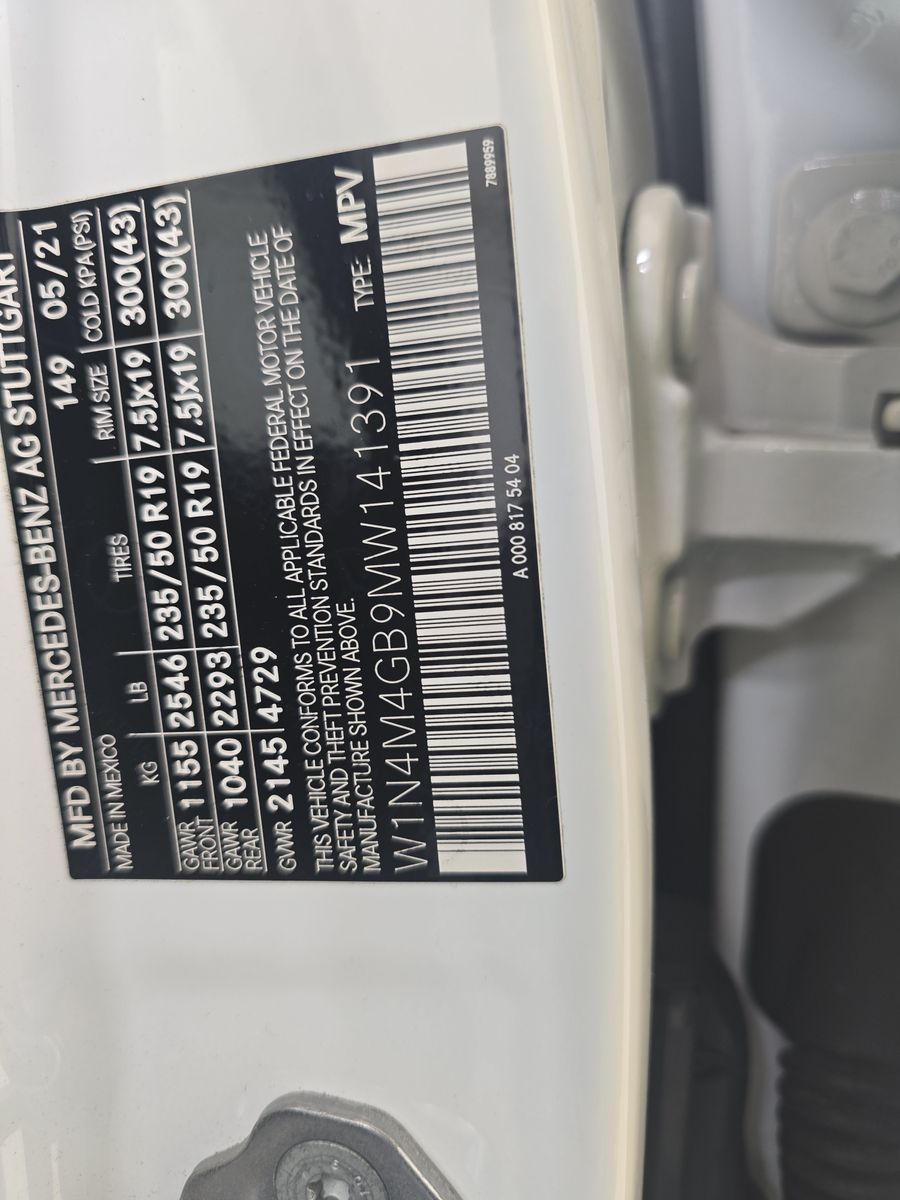 MFD BY MERCEDES-BENZ AG STUTTGART
MADE IN MEXICO 149 05/21
KG LB TIRES RIM SIZE COLD KPA(PSI)
GAWR FRONT 1155 2546 235/50 R19 7.5Jx19 300(43)
GAWR REAR 1040 2293 235/50 R19 7.5Jx19 300(43)
GVWR 2145 4729
THIS VEHICLE CONFORMS TO ALL APPLICABLE FEDERAL MOTOR VEHICLE
SAFETY AND THEFT PREVENTION STANDARDS IN EFFECT ON THE DATE OF
MANUFACTURE SHOWN ABOVE.
W1N4M4GB9MW141391 TYPE: MPV
A 000 817 54 04 7889959